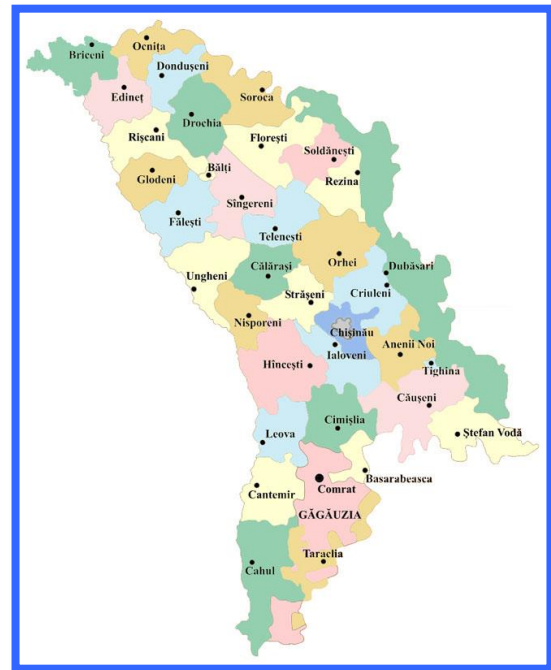 Ocnița
Briceni
Dondușeni
Edineț
Soroca
Drochia
Rîșcani
Florești
Șoldănești
Bălți
Glodeni
Rezina
Sîngereni
Fălești
Telenești
Orhei
Călărași
Dubăsari
Ungheni
Criuleni
Strășeni
Nisporeni
Chișinău
Anenii Noi
Ialoveni
Hîncești
Tighina
Căușeni
Cimișlia
Ștefan Vodă
Leova
Basarabeasca
Comrat
Cantemir
GĂGĂUZIA
Taraclia
Cahul